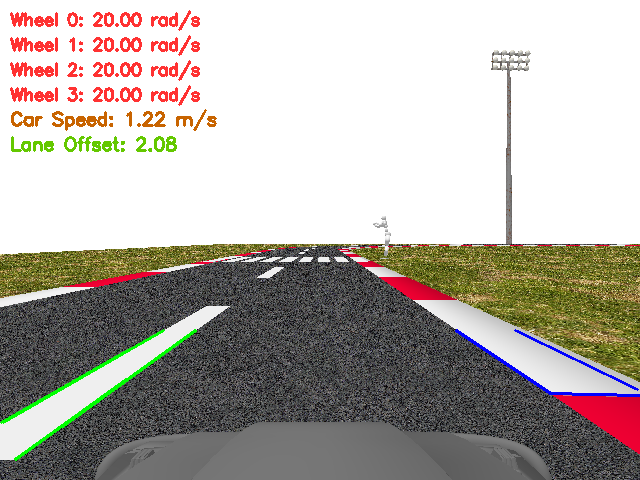 Wheel 0: 20.00 rad/s
Wheel 1: 20.00 rad/s
Wheel 2: 20.00 rad/s
Wheel 3: 20.00 rad/s
Car Speed: 1.22 m/s
Lane Offset: 2.08